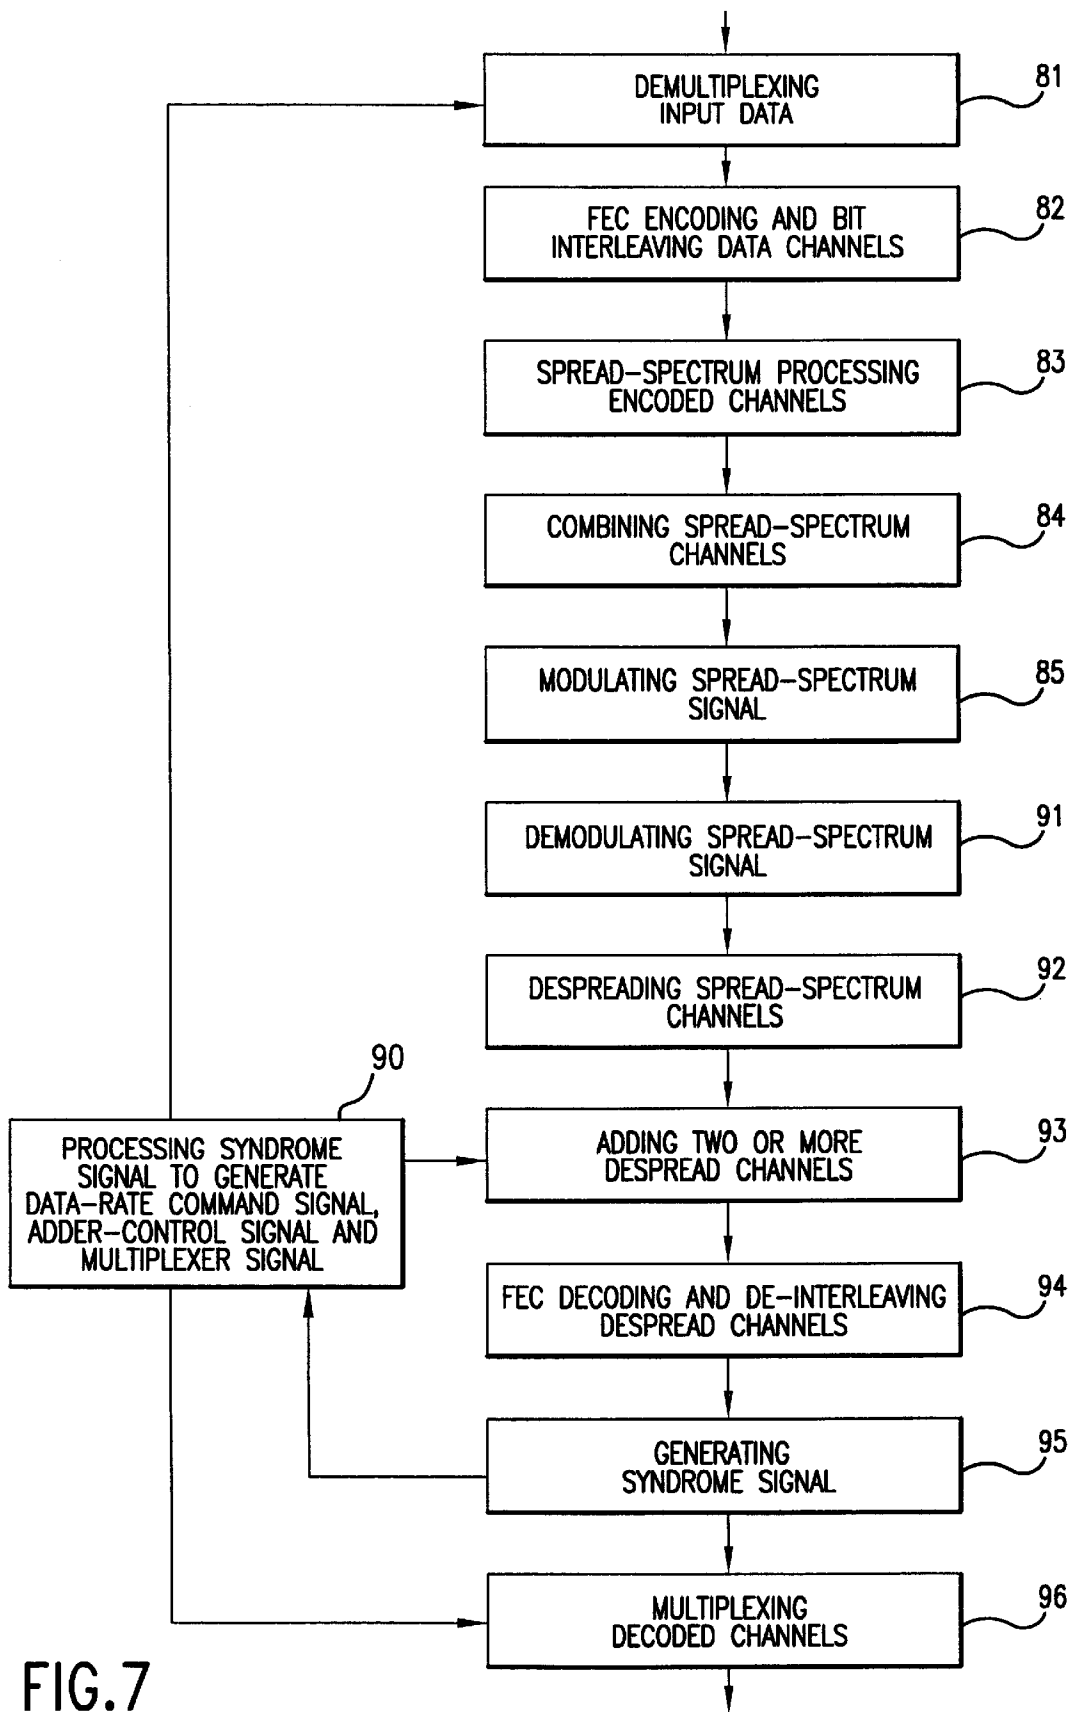 DEMULTIPLEXING
INPUT DATA
81
FEC ENCODING AND BIT
INTERLEAVING DATA CHANNELS
82
SPREAD-SPECTRUM PROCESSING
ENCODED CHANNELS
83
COMBINING SPREAD-SPECTRUM
CHANNELS
84
MODULATING SPREAD-SPECTRUM
SIGNAL
85
DEMODULATING SPREAD-SPECTRUM
SIGNAL
91
DESPREADING SPREAD-SPECTRUM
CHANNELS
92
90
PROCESSING SYNDROME
SIGNAL TO GENERATE
DATA-RATE COMMAND SIGNAL,
ADDER-CONTROL SIGNAL AND
MULTIPLEXER SIGNAL
ADDING TWO OR MORE
DESPREAD CHANNELS
93
FEC DECODING AND DE-INTERLEAVING
DESPREAD CHANNELS
94
GENERATING
SYNDROME SIGNAL
95
MULTIPLEXING
DECODED CHANNELS
96
FIG.7